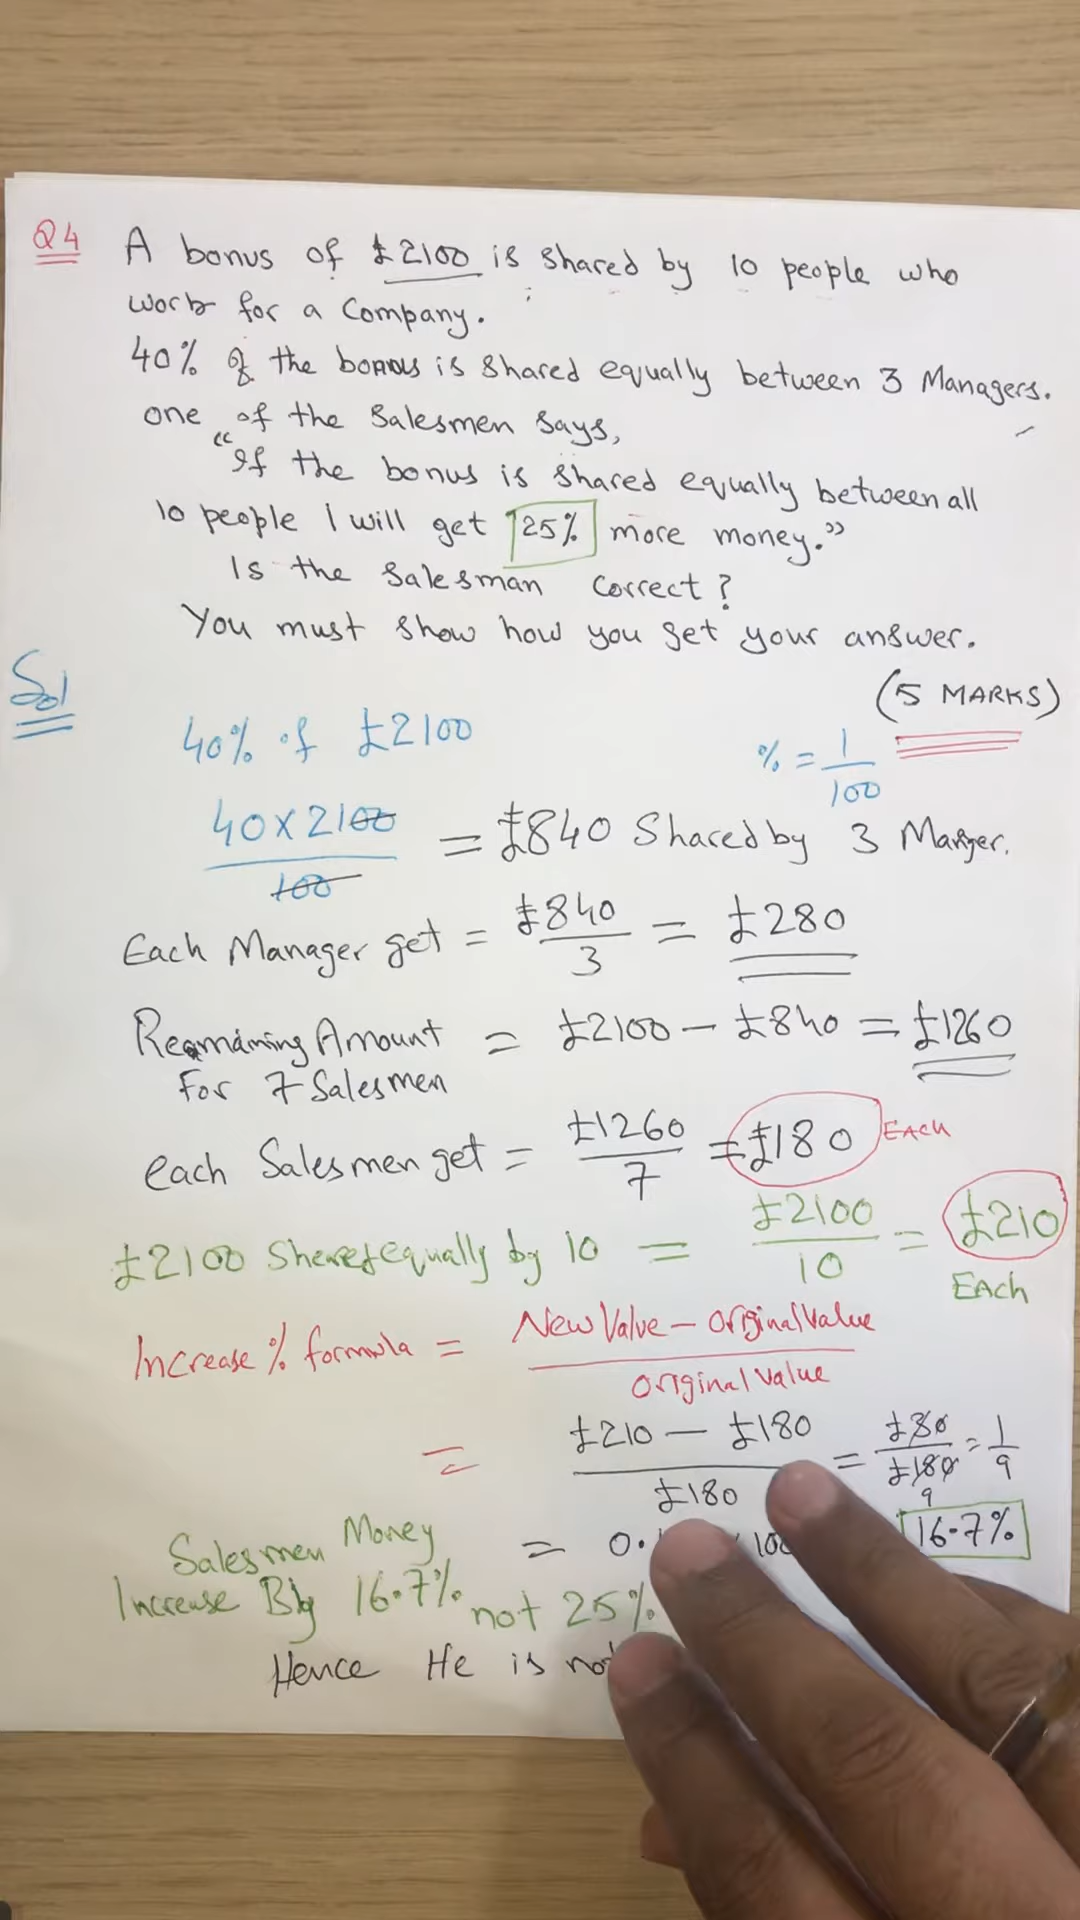 Q4 A bonus of £2100 is shared by 10 people who
work for a Company.
40% of the bonous is shared equally between 3 Managers.
one of the Salesmen Says,
"If the bonus is shared equally between all
10 people I will get 25% more money."
Is the Salesman Correct?
You must show how you get your answer.
(5 MARKS)
Sol
40% of £2100
% = 1/100
40 x 2100 / 100 = £840 Shared by 3 Manger.
Each Manager get = £840/3 = £280
Reamaining Amount = £2100 - £840 = £1260
For 7 Salesmen
each Salesmen get = £1260/7 = £180 EACH
£2100 equally by 10 = £2100/10 = £210
EACH
Increase % formula = New Value - Original Value / Original Value
= £210 - £180 / £180 = £30/£180 = 1/9
9
= 0. 16.7%
Salesmen Money
Increase By 16.7% not 25%
Hence He is not